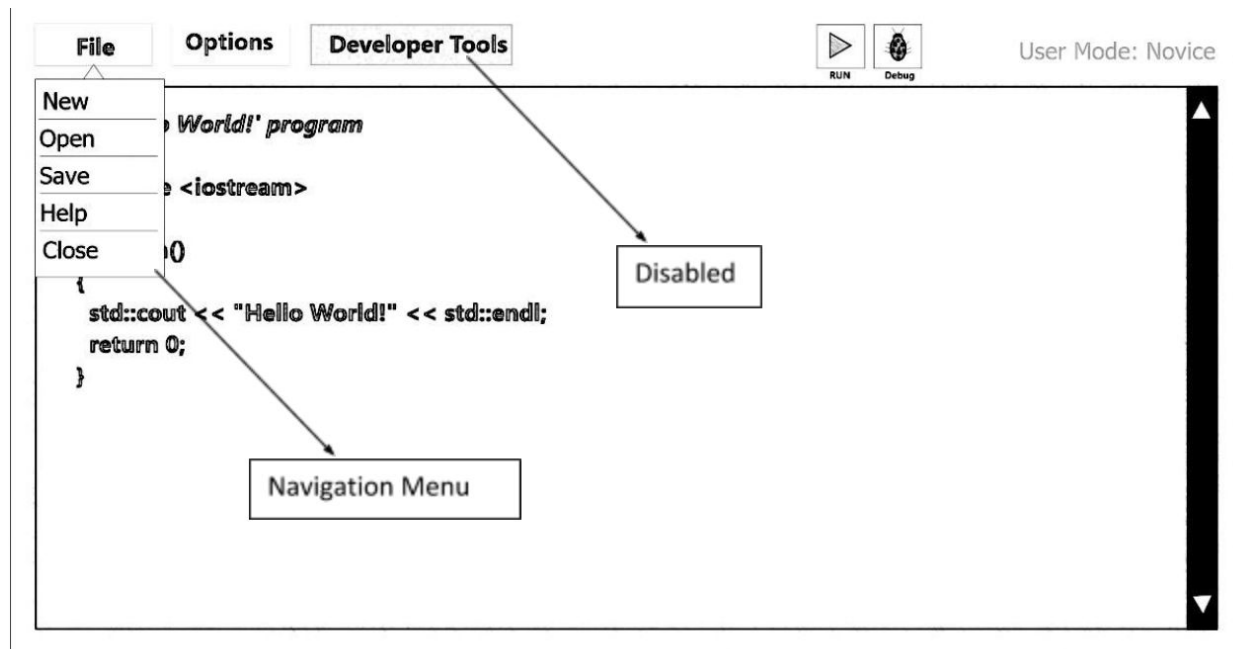 File
Options
Developer Tools
RUN
Debug
User Mode: Novice
New
Open
Save
Help
Close
World!' program
<iostream>
()
{
std::cout << "Hello World!" << std::endl;
return 0;
}
Disabled
Navigation Menu